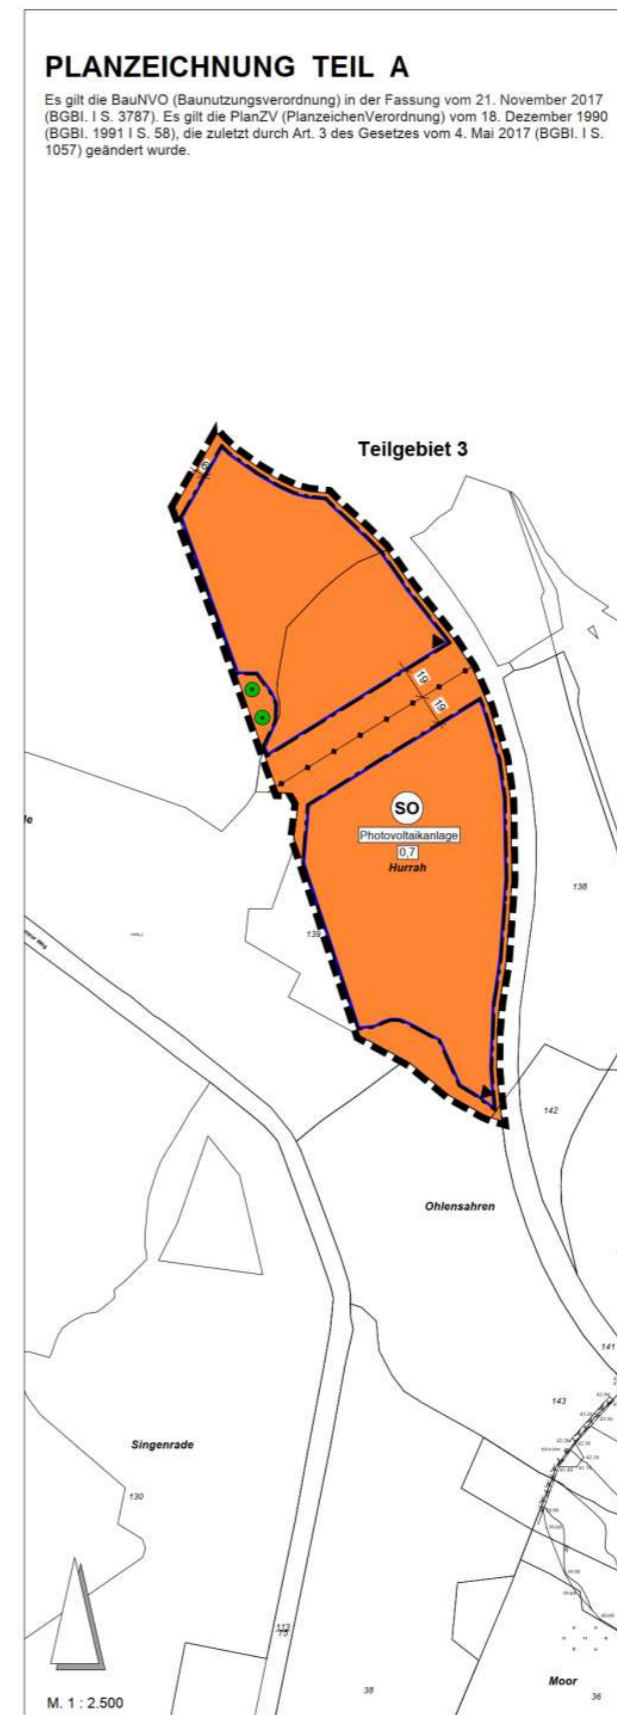 PLANZEICHNUNG TEIL A
Es gilt die BauNVO (Baunutzungsverordnung) in der Fassung vom 21. November 2017
(BGBl. I S. 3787). Es gilt die PlanZV (PlanzeichenVerordnung) vom 18. Dezember 1990
(BGBl. 1991 I S. 58), die zuletzt durch Art. 3 des Gesetzes vom 4. Mai 2017 (BGBl. I S.
1057) geändert wurde.
Teilgebiet 3
19
19
SO
Photovoltaikanlage
0,7
Hurrah
138
139
142
Ohlensahren
141
143
Singenrade
130
113
75
38
Moor
36
M. 1 : 2.500